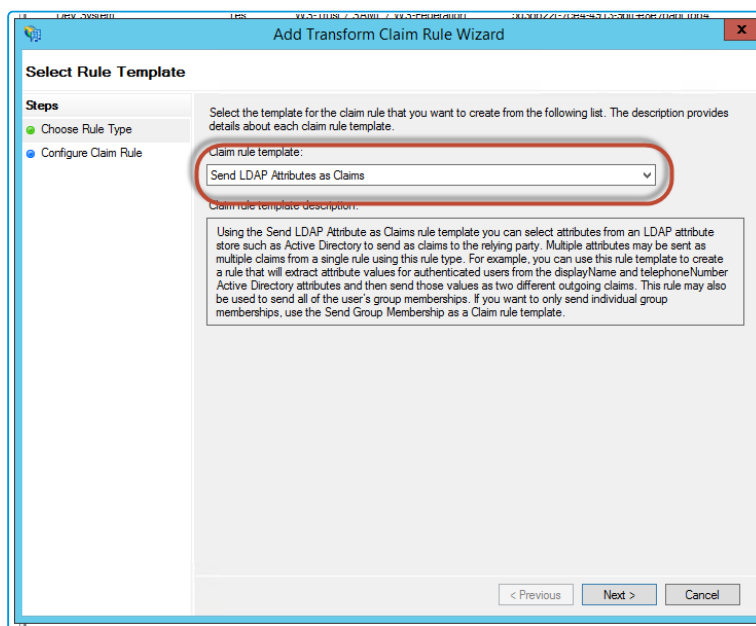 Dev System Yes WS-Trust / SAML / WS-Federation
Add Transform Claim Rule Wizard
X
Select Rule Template
Steps
Choose Rule Type
Configure Claim Rule
Select the template for the claim rule that you want to create from the following list. The description provides
details about each claim rule template.
Claim rule template:
Send LDAP Attributes as Claims
Claim rule template description:
Using the Send LDAP Attribute as Claims rule template you can select attributes from an LDAP attribute
store such as Active Directory to send as claims to the relying party. Multiple attributes may be sent as
multiple claims from a single rule using this rule type. For example, you can use this rule template to create
a rule that will extract attribute values for authenticated users from the displayName and telephoneNumber
Active Directory attributes and then send those values as two different outgoing claims. This rule may also
be used to send all of the user's group memberships. If you want to only send individual group
memberships, use the Send Group Membership as a Claim rule template.
< Previous
Next >
Cancel